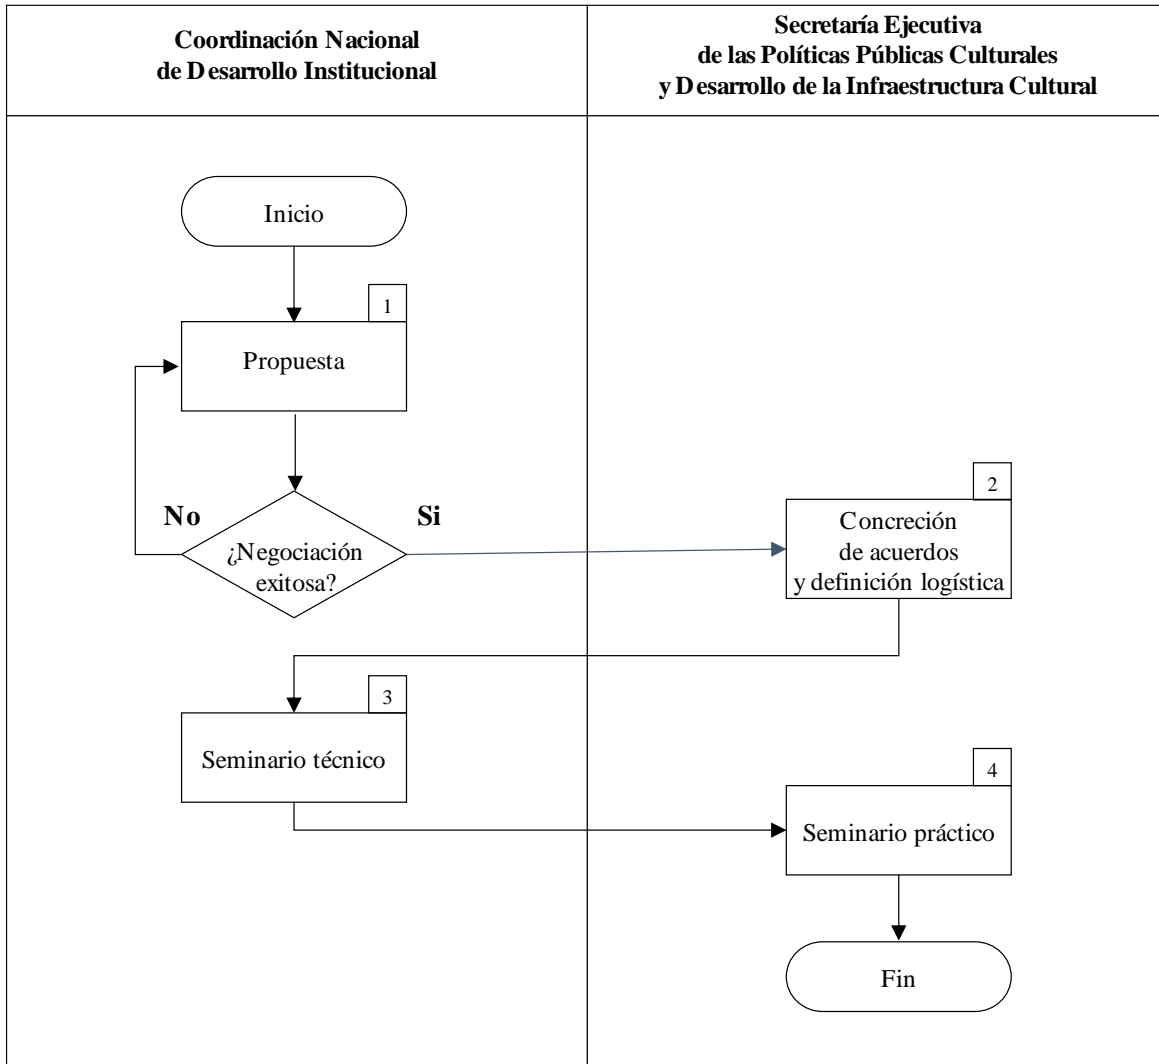 Coordinación Nacional
de Desarrollo Institucional
Secretaría Ejecutiva
de las Políticas Públicas Culturales
y Desarrollo de la Infraestructura Cultural
Inicio
1
Propuesta
No
Si
¿Negociación
exitosa?
2
Concreción
de acuerdos
y definición logística
3
Seminario técnico
4
Seminario práctico
Fin